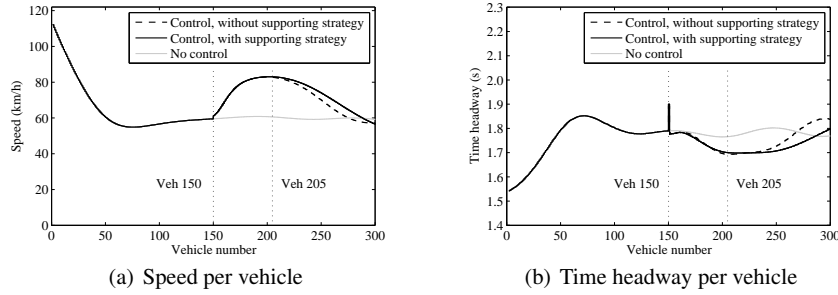 120
100
80
60
40
20
0
Speed (km/h)
Control, without supporting strategy
Control, with supporting strategy
No control
Veh 150
Veh 205
0 50 100 150 200 250 300
Vehicle number
(a) Speed per vehicle
2.2
2.1
2.0
1.9
1.8
1.7
1.6
1.5
1.4
Time headway (s)
Control, without supporting strategy
Control, with supporting strategy
No control
Veh 150
Veh 205
0 50 100 150 200 250 300
Vehicle number
(b) Time headway per vehicle